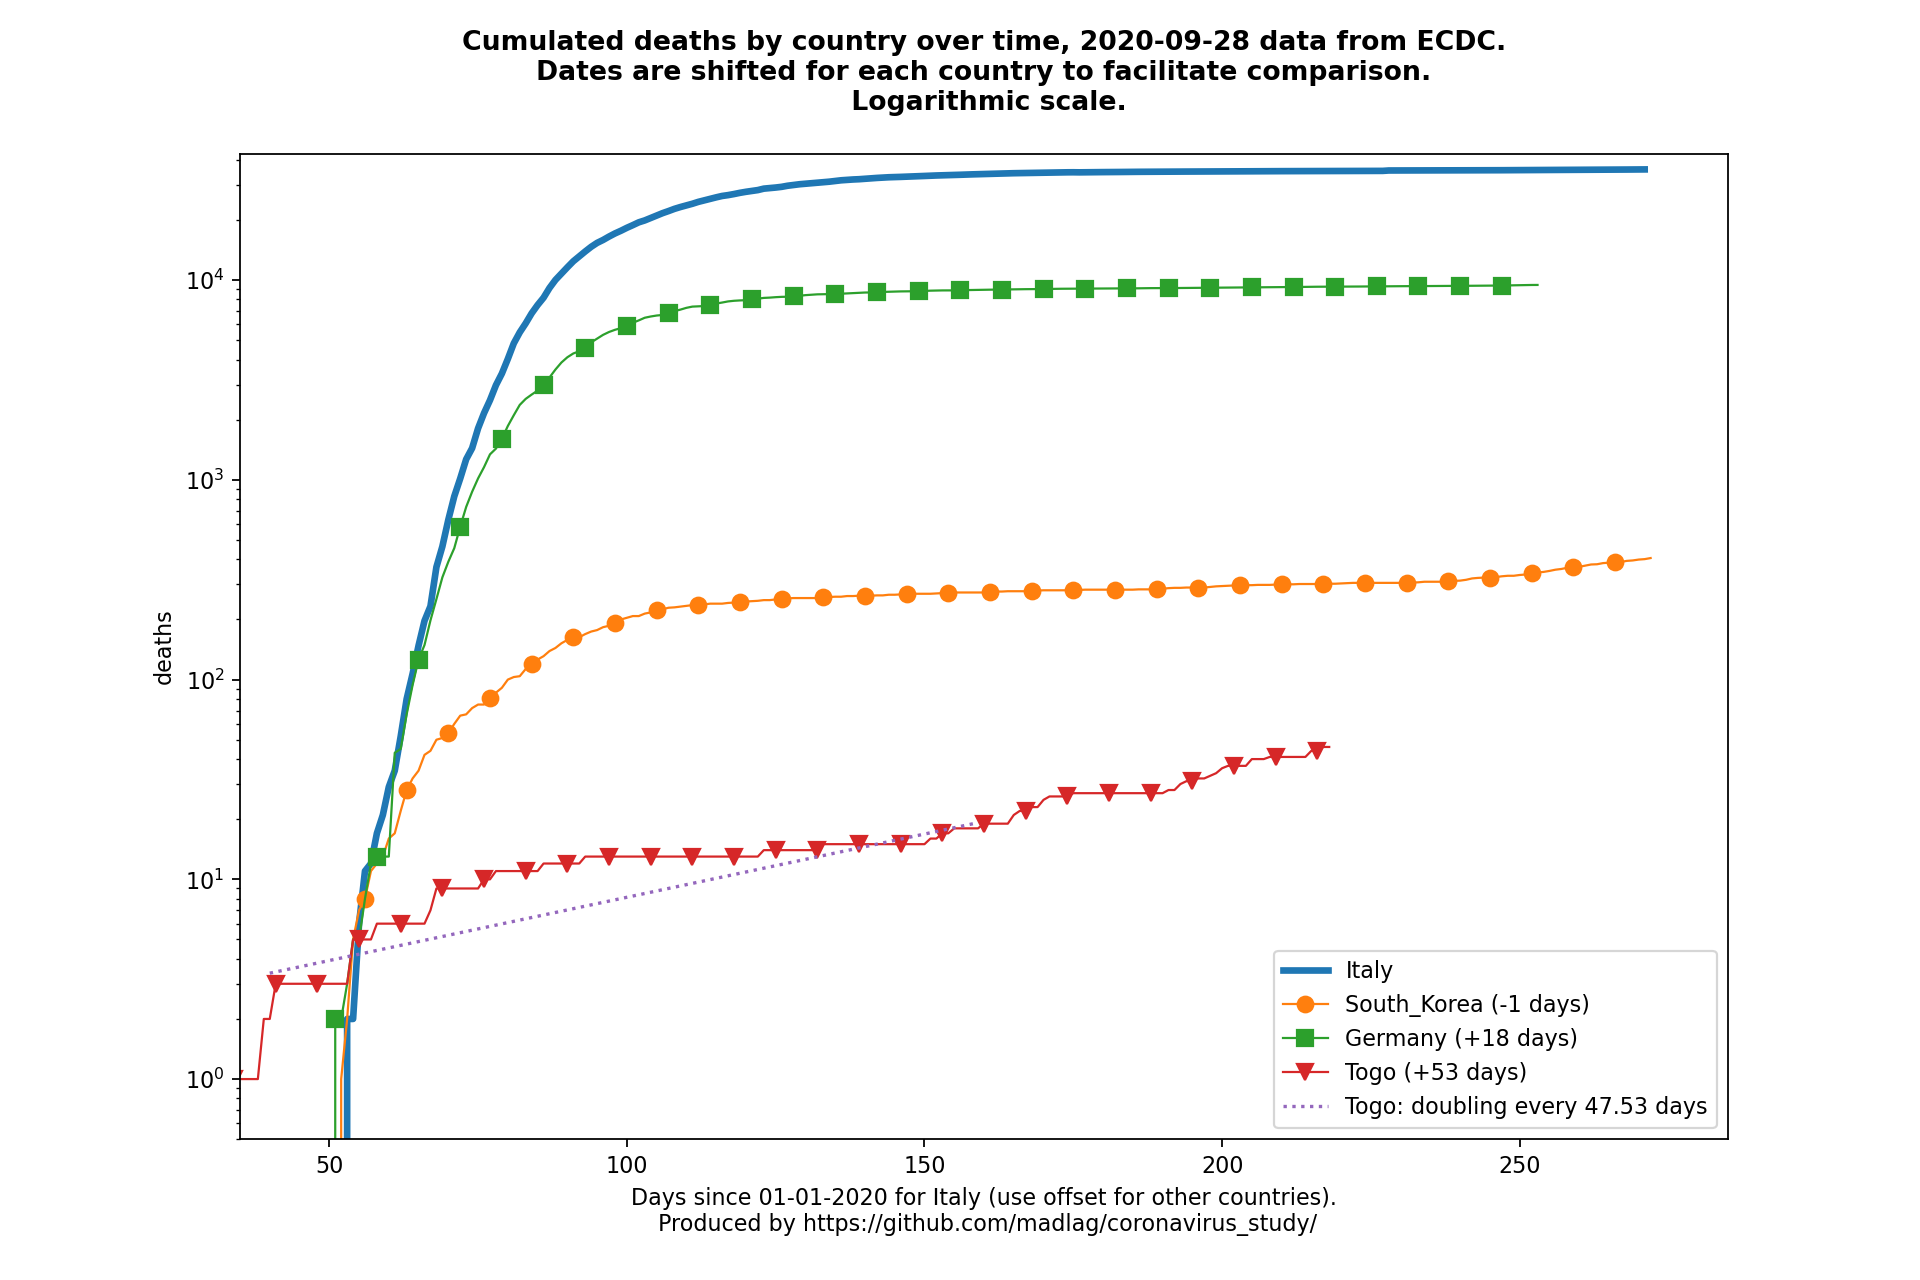 Cumulated deaths by country over time, 2020-09-28 data from ECDC.
Dates are shifted for each country to facilitate comparison.
Logarithmic scale.
deaths
10⁴
10³
10²
10¹
10⁰
50 100 150 200 250
Italy
South_Korea (-1 days)
Germany (+18 days)
Togo (+53 days)
Togo: doubling every 47.53 days
Days since 01-01-2020 for Italy (use offset for other countries).
Produced by https://github.com/madlag/coronavirus_study/